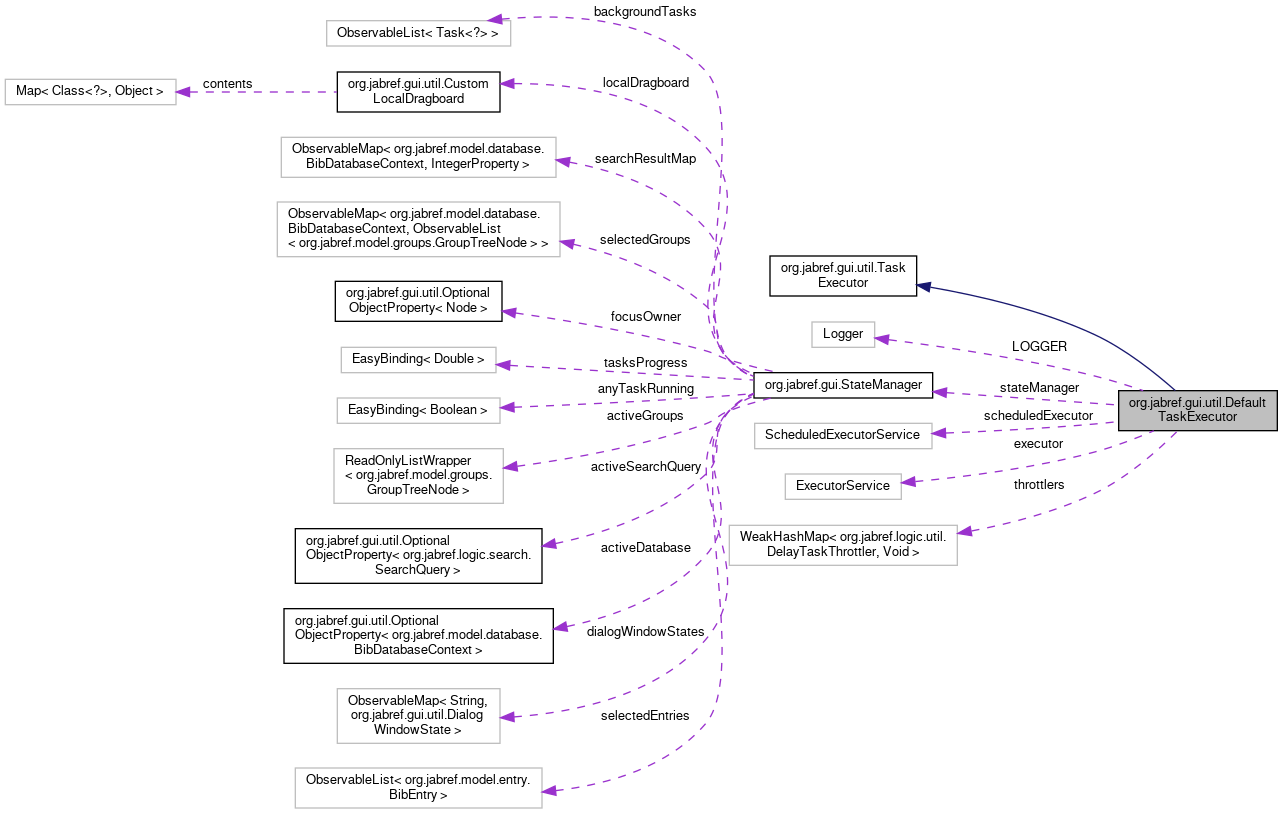 backgroundTasks
ObservableList< Task<?> >
localDragboard
org.jabref.gui.util.Custom
LocalDragboard
contents
Map< Class<?>, Object >
ObservableMap< org.jabref.model.database.
BibDatabaseContext, IntegerProperty >
searchResultMap
ObservableMap< org.jabref.model.database.
BibDatabaseContext, ObservableList
< org.jabref.model.groups.GroupTreeNode > >
selectedGroups
org.jabref.gui.util.Optional
ObjectProperty< Node >
focusOwner
EasyBinding< Double >
tasksProgress
EasyBinding< Boolean >
anyTaskRunning
ReadOnlyListWrapper
< org.jabref.model.groups.
GroupTreeNode >
activeGroups
org.jabref.gui.util.Optional
ObjectProperty< org.jabref.logic.search.
SearchQuery >
activeSearchQuery
org.jabref.gui.util.Optional
ObjectProperty< org.jabref.model.database.
BibDatabaseContext >
activeDatabase
ObservableMap< String,
org.jabref.gui.util.Dialog
WindowState >
dialogWindowStates
ObservableList< org.jabref.model.entry.
BibEntry >
selectedEntries
org.jabref.gui.util.Task
Executor
Logger
LOGGER
org.jabref.gui.StateManager
stateManager
ScheduledExecutorService
scheduledExecutor
ExecutorService
executor
WeakHashMap< org.jabref.logic.util.
DelayTaskThrottler, Void >
throttlers
org.jabref.gui.util.Default
TaskExecutor